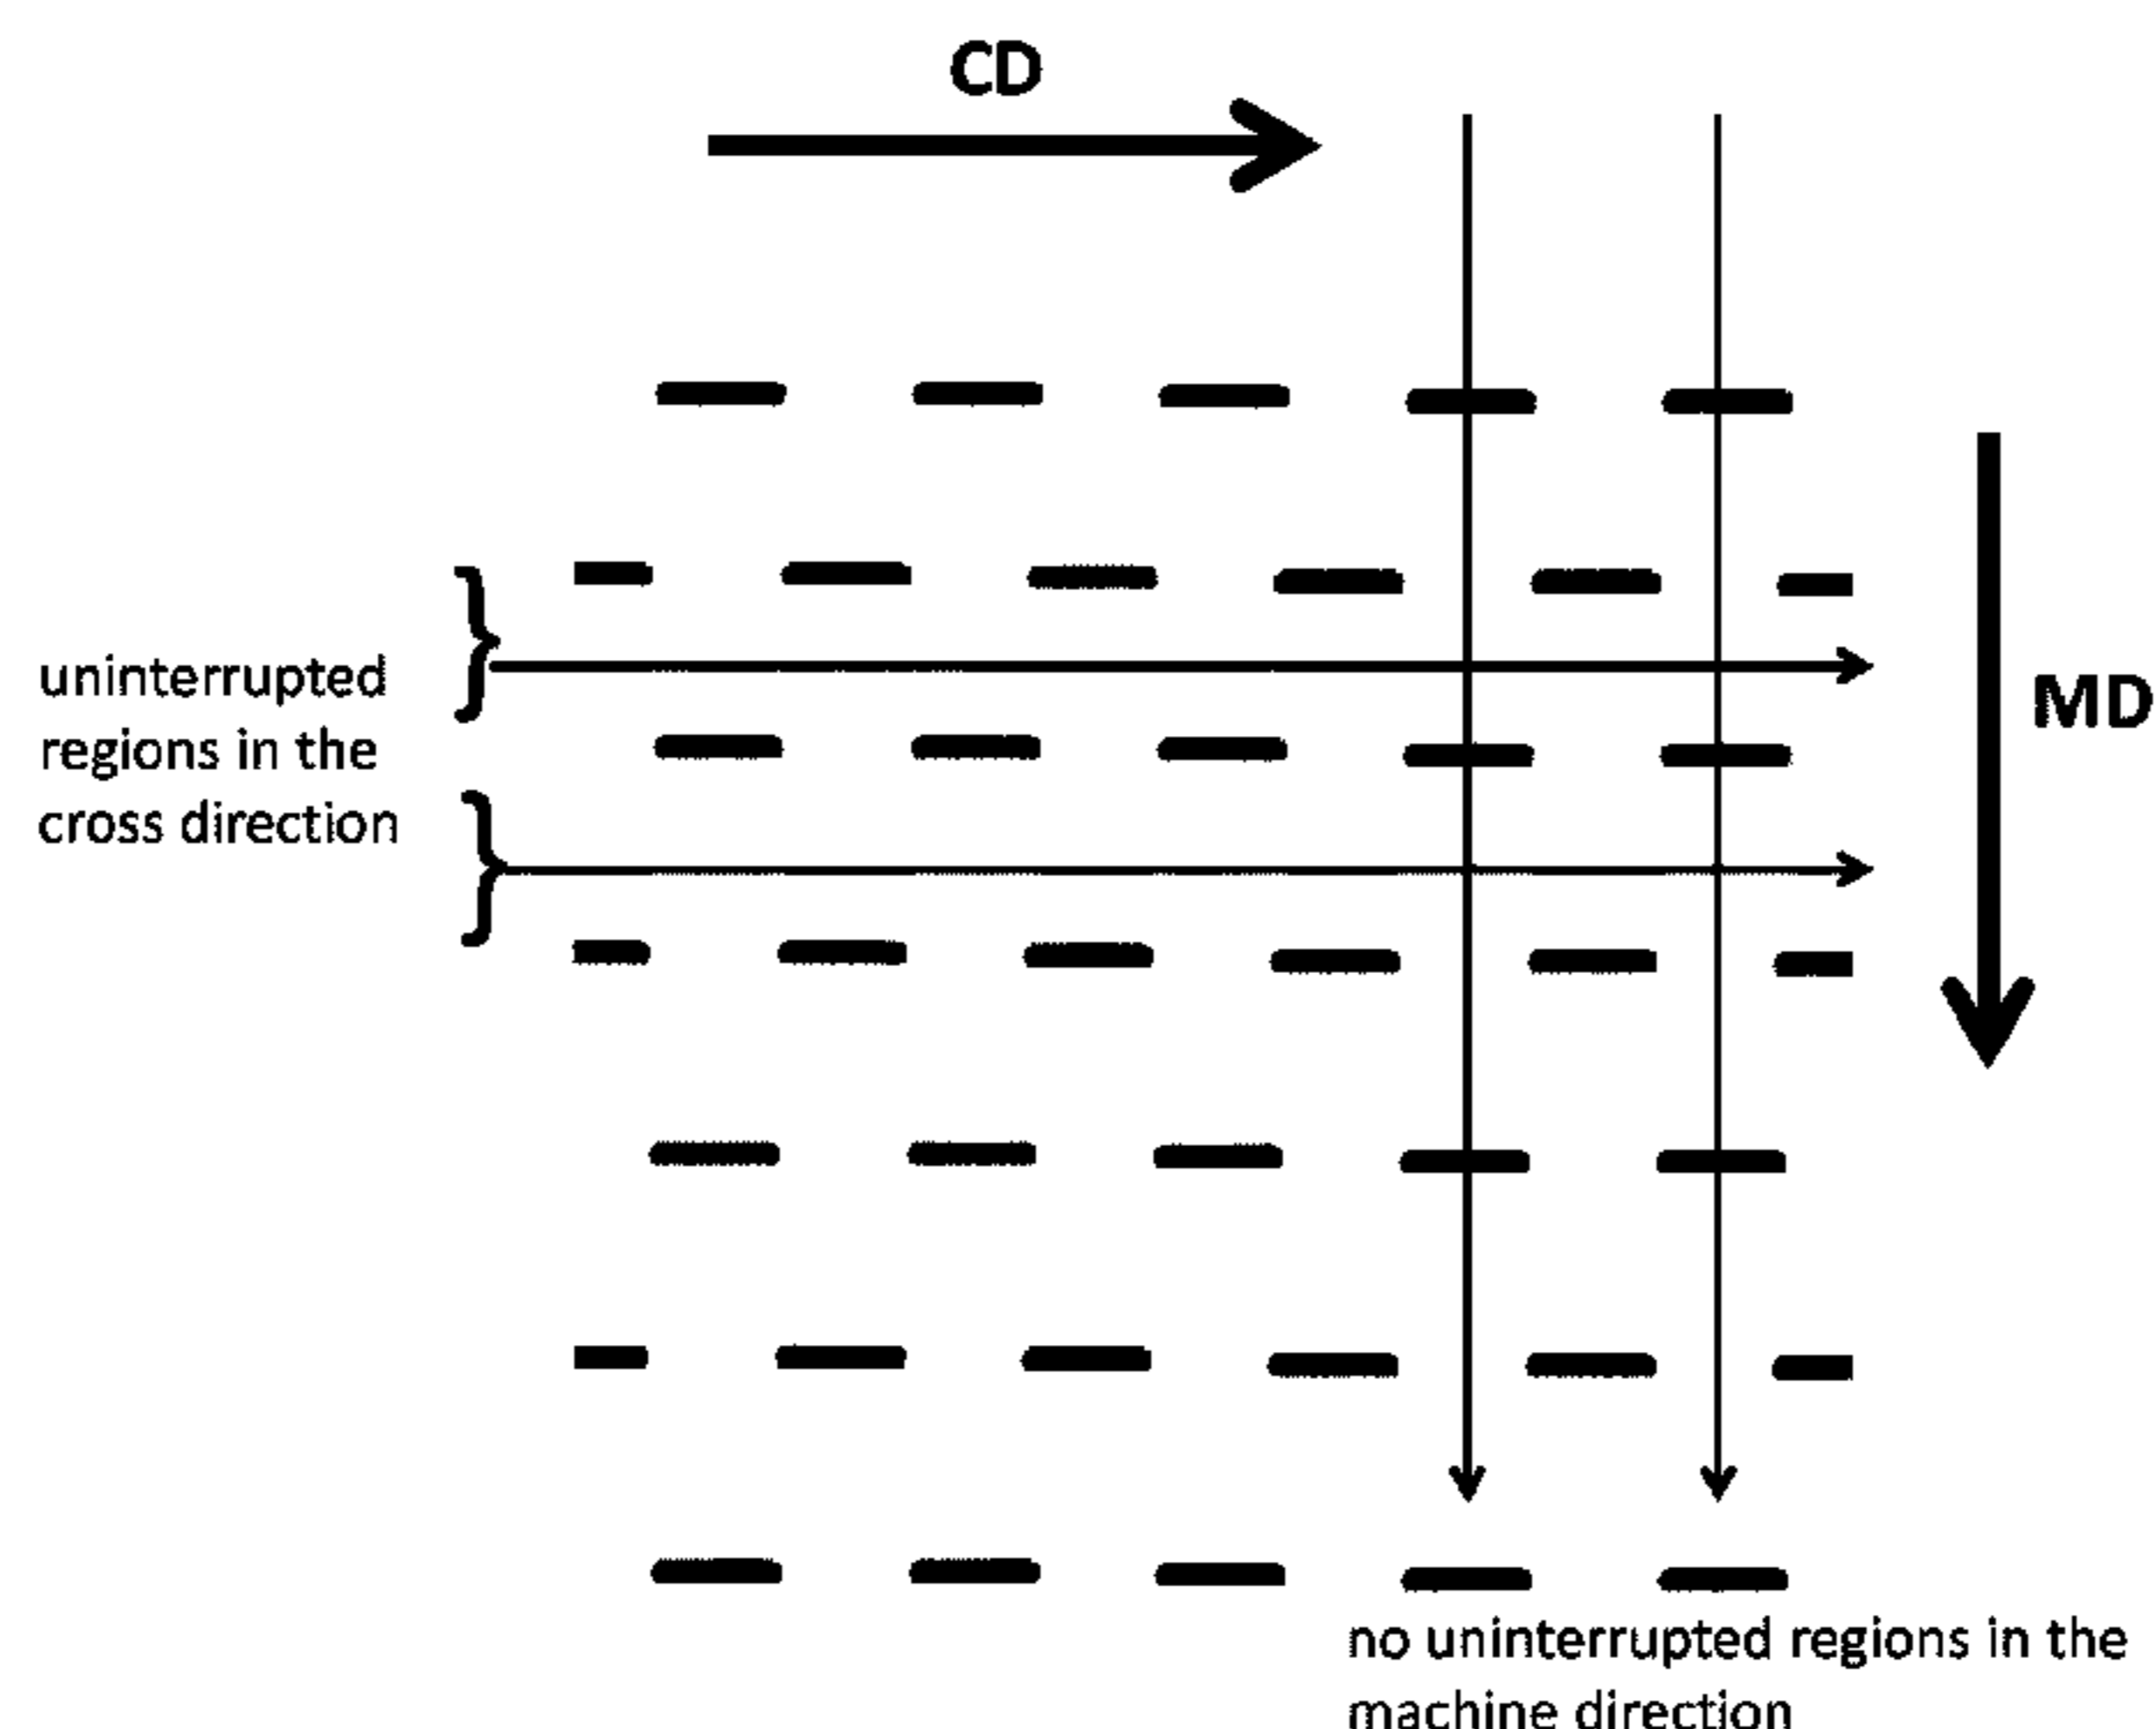 CD
MD
uninterrupted
regions in the
cross direction
no uninterrupted regions in the
machine direction